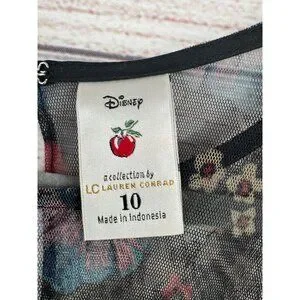 Disney
a collection by
LC LAUREN CONRAD
10
Made in Indonesia